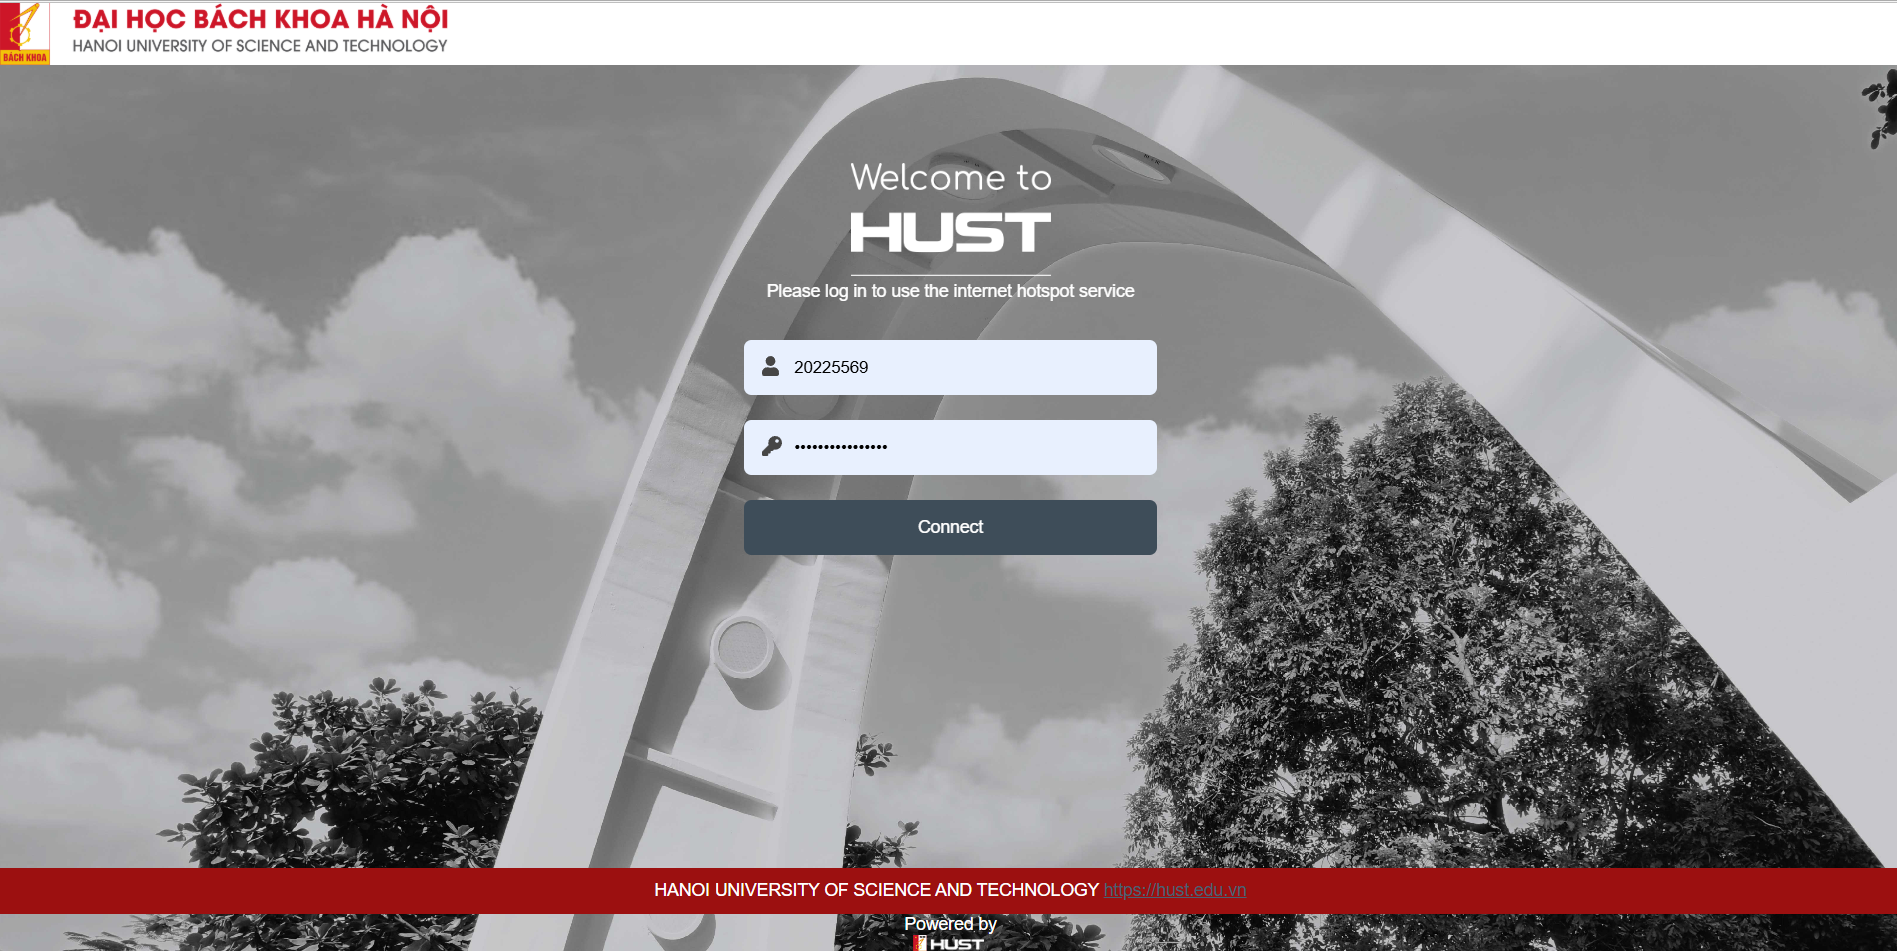 BÁCH KHOA
ĐẠI HỌC BÁCH KHOA HÀ NỘI
HANOI UNIVERSITY OF SCIENCE AND TECHNOLOGY
Welcome to
HUST
Please log in to use the internet hotspot service
20225569
••••••••••••••••
Connect
HANOI UNIVERSITY OF SCIENCE AND TECHNOLOGY https://hust.edu.vn
Powered by
HUST